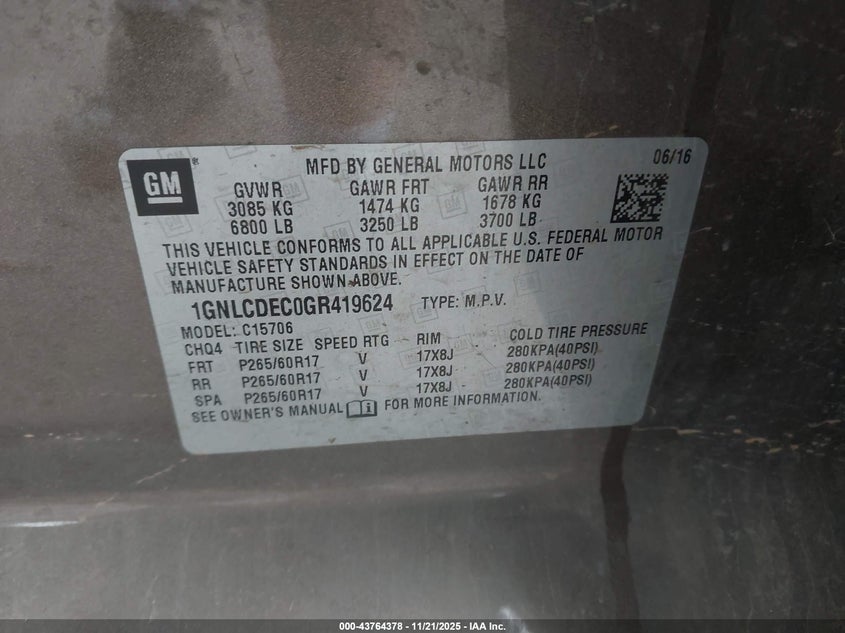 GM
MFD BY GENERAL MOTORS LLC 06/16
GVWR GAWR FRT GAWR RR
3085 KG 1474 KG 1678 KG
6800 LB 3250 LB 3700 LB
THIS VEHICLE CONFORMS TO ALL APPLICABLE U.S. FEDERAL MOTOR
VEHICLE SAFETY STANDARDS IN EFFECT ON THE DATE OF
MANUFACTURE SHOWN ABOVE.
1GNLCDEC0GR419624 TYPE: M.P.V.
MODEL: C15706
CHQ4 TIRE SIZE SPEED RTG RIM COLD TIRE PRESSURE
FRT P265/60R17 V 17X8J 280KPA(40PSI)
RR P265/60R17 V 17X8J 280KPA(40PSI)
SPA P265/60R17 V 17X8J 280KPA(40PSI)
SEE OWNER'S MANUAL FOR MORE INFORMATION.
000-43764378 - 11/21/2025 - IAA Inc.